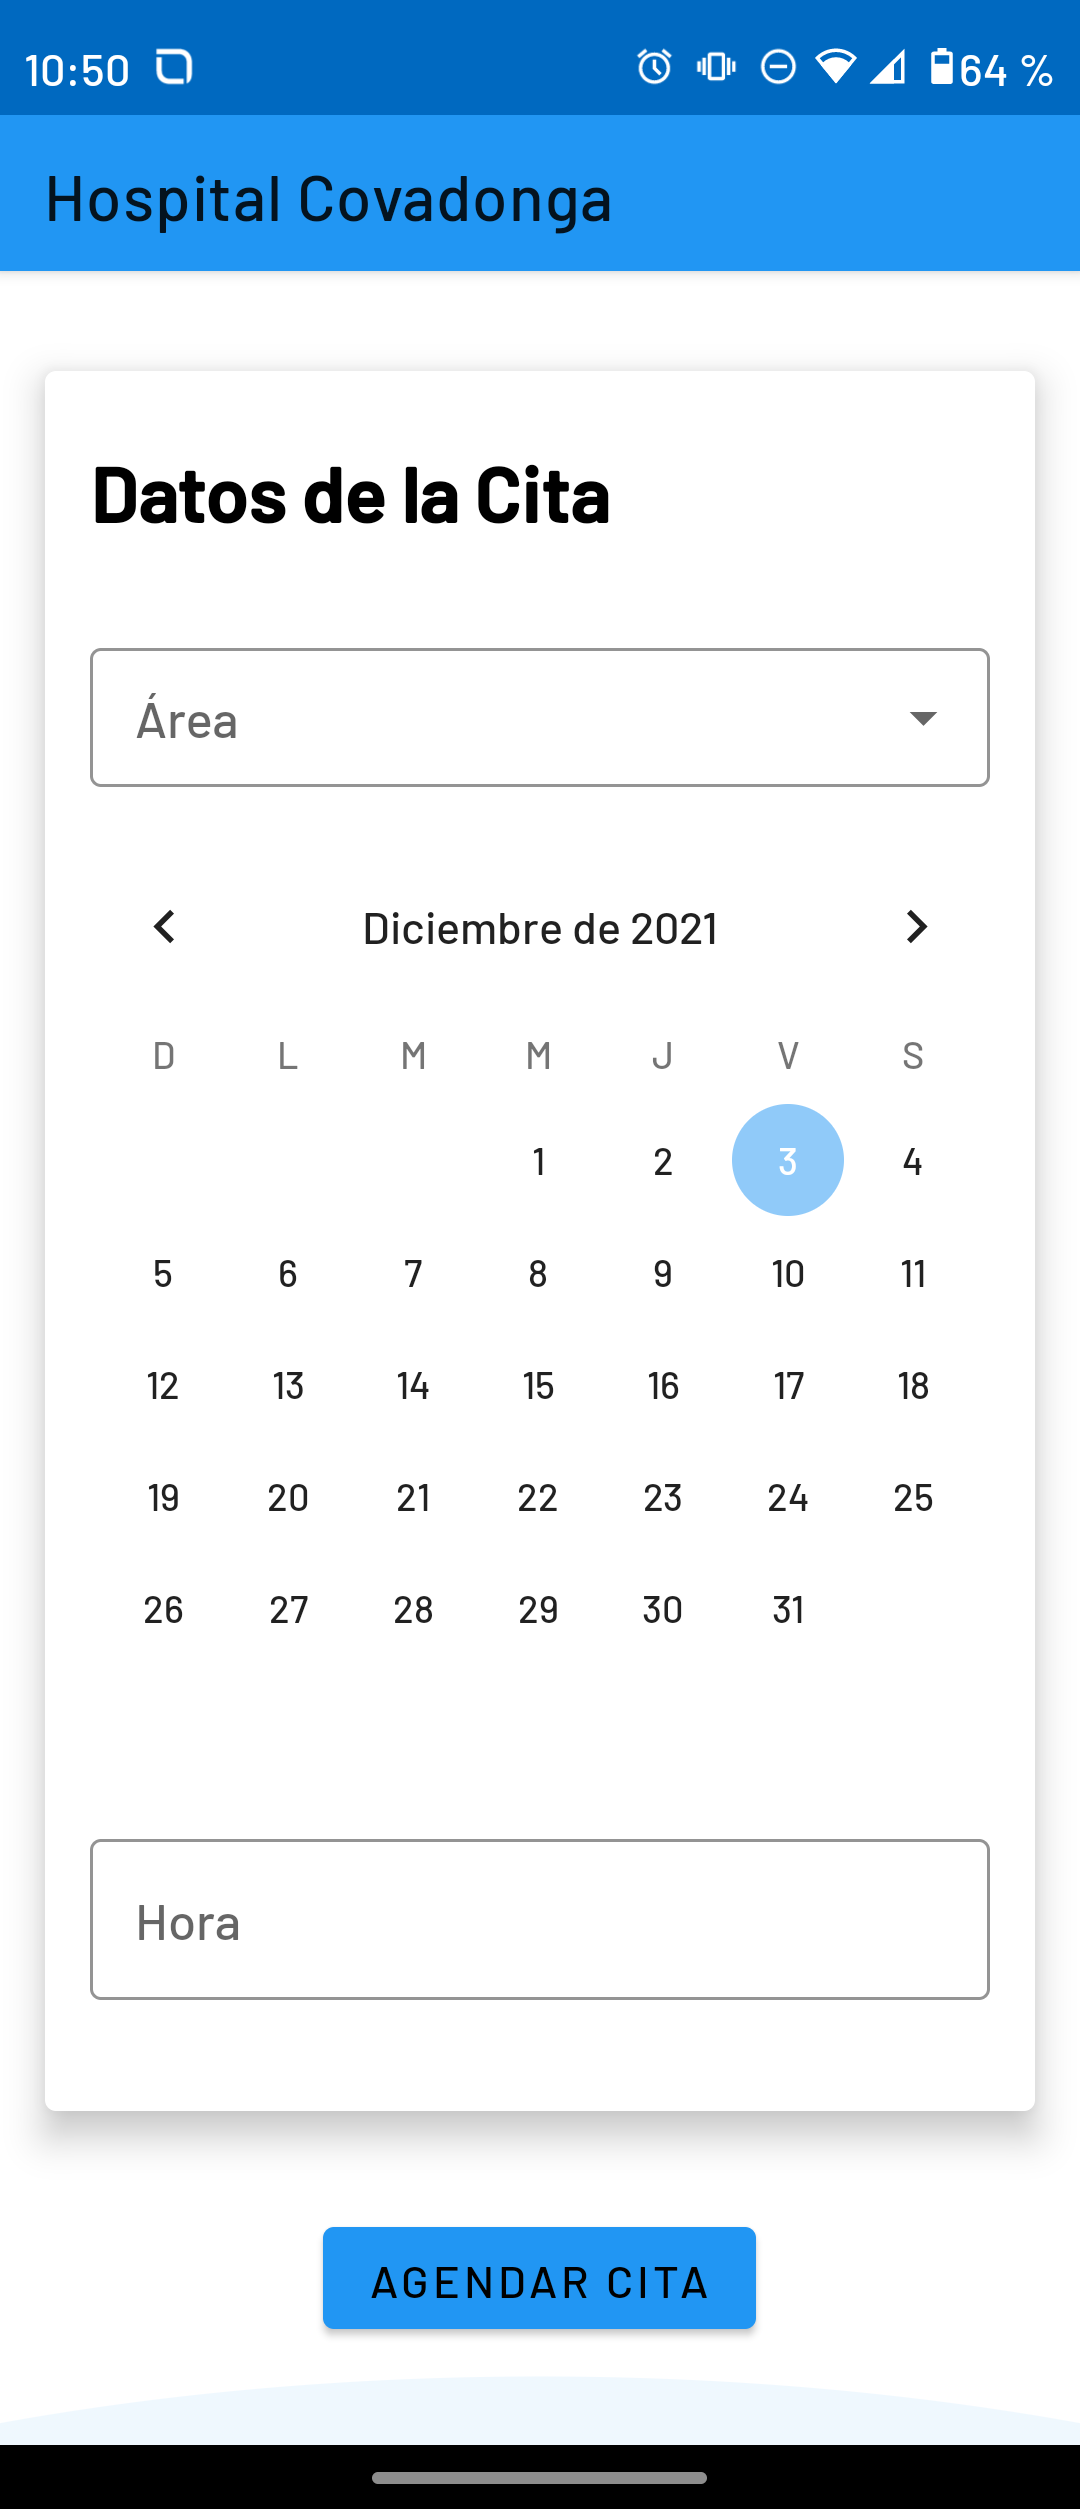 10:50 64 %
Hospital Covadonga
Datos de la Cita
Área
Diciembre de 2021
D L M M J V S
1 2 3 4
5 6 7 8 9 10 11
12 13 14 15 16 17 18
19 20 21 22 23 24 25
26 27 28 29 30 31
Hora
AGENDAR CITA